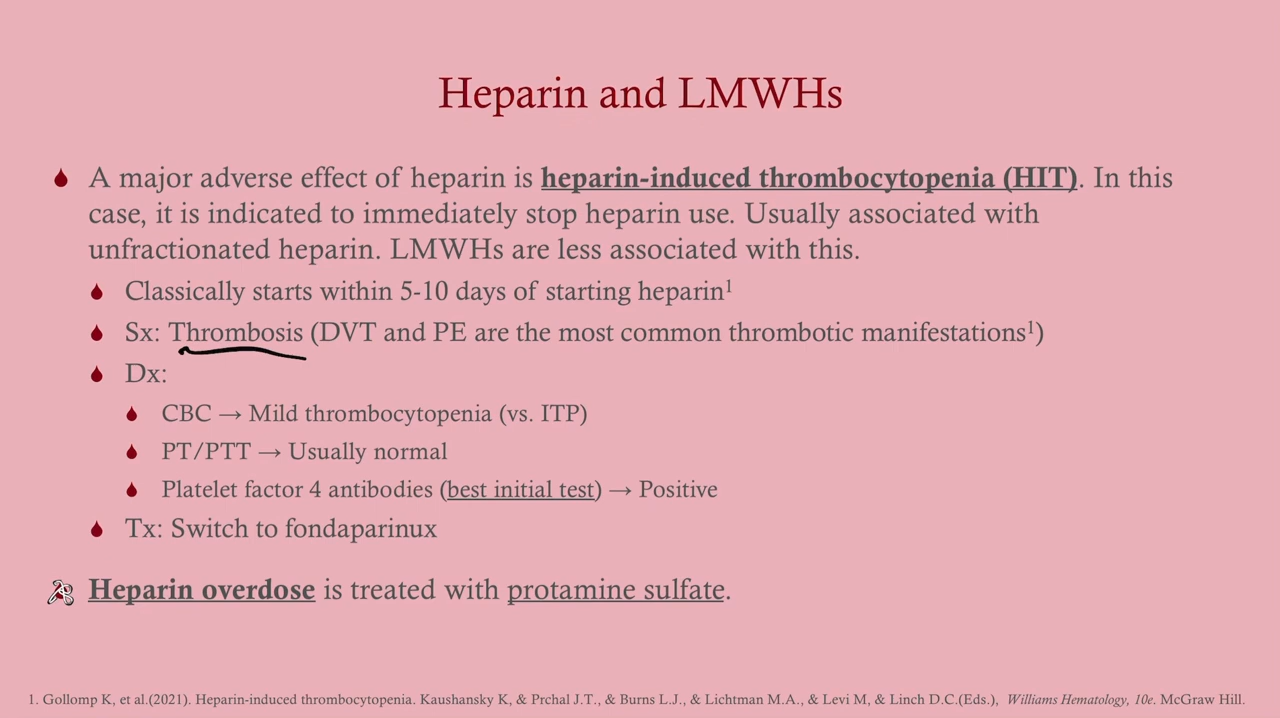 Heparin and LMWHs
A major adverse effect of heparin is heparin-induced thrombocytopenia (HIT). In this
case, it is indicated to immediately stop heparin use. Usually associated with
unfractionated heparin. LMWHs are less associated with this.
Classically starts within 5-10 days of starting heparin¹
Sx: Thrombosis (DVT and PE are the most common thrombotic manifestations¹)
Dx:
CBC → Mild thrombocytopenia (vs. ITP)
PT/PTT → Usually normal
Platelet factor 4 antibodies (best initial test) → Positive
Tx: Switch to fondaparinux
Heparin overdose is treated with protamine sulfate.
1. Gollomp K, et al.(2021). Heparin-induced thrombocytopenia. Kaushansky K, & Prchal J.T., & Burns L.J., & Lichtman M.A., & Levi M, & Linch D.C.(Eds.), Williams Hematology, 10e. McGraw Hill.